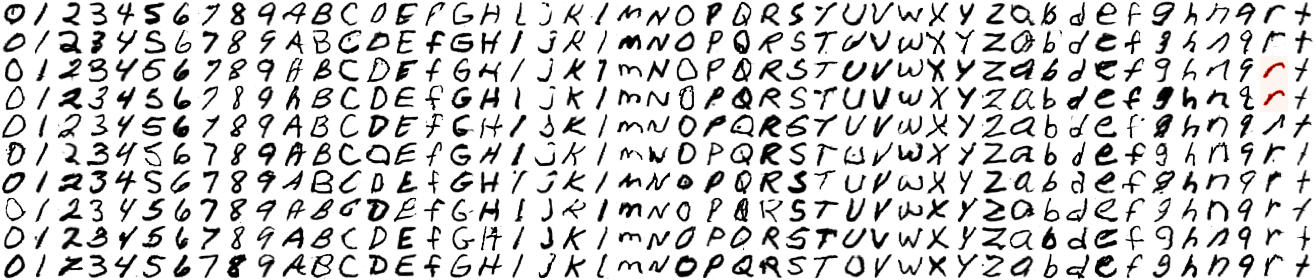 0 1 2 3 4 5 6 7 8 9 A B C D E F G H I J K L m N O P Q R S T U V W X Y Z a b d e f g h n q r t
0 1 2 3 4 5 6 7 8 9 A B C D E f G H I j K l m N O P Q R S T U V W X Y Z a b d e f g h n q r t
0 1 2 3 4 5 6 7 8 9 A B C D E f G H I J K l m N O P Q R S T U V W X Y Z a b d e f g h n q r t
0 1 2 3 4 5 6 7 8 9 A B C D E f G H I J K l m N O P Q R S T U V W X Y Z a b d e f g h n q r t
0 1 2 3 4 5 6 7 8 9 A B C D E f G H I j K l m N O P Q R S T U V W X Y Z a b d e f g h n q r t
0 1 2 3 4 5 6 7 8 9 A B C D E f G H I J K l m N O P Q R S T U V W X Y Z a b d e f g h n q r t
0 1 2 3 4 5 6 7 8 9 A B C D E f G H I J K l m N O P Q R S T U V W X Y Z a b d e f g h n q r t
0 1 2 3 4 5 6 7 8 9 A B C D E f G H I J K l m N O P Q R S T U V W X Y Z a b d e f g h n q r t
0 1 2 3 4 5 6 7 8 9 A B C D E f G H I J K l m N O P Q R S T U V W X Y Z a b d e f g h n q r t
0 1 2 3 4 5 6 7 8 9 A B C D E F G H I J K l m N O P Q R S T U V W X Y Z a b d e f g h n q r t